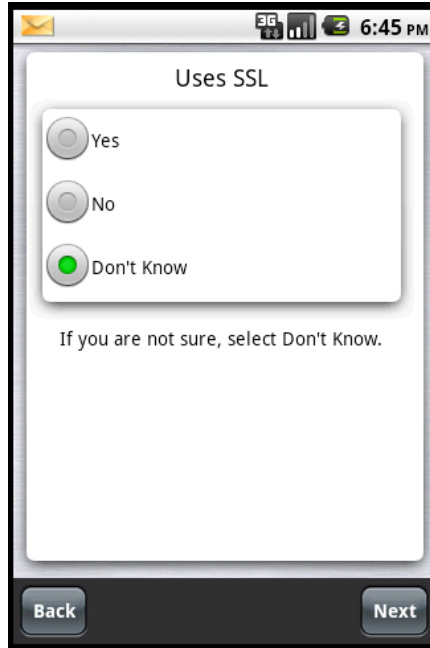 3G 6:45 PM
Uses SSL
Yes
No
Don't Know
If you are not sure, select Don't Know.
Back Next